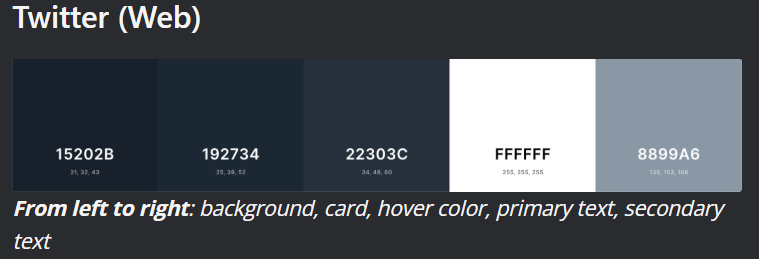 Twitter (Web)
15202B 192734 22303C FFFFFF 8899A6
21, 32, 43 25, 39, 52 34, 48, 60 255, 255, 255 136, 153, 166
From left to right: background, card, hover color, primary text, secondary
text